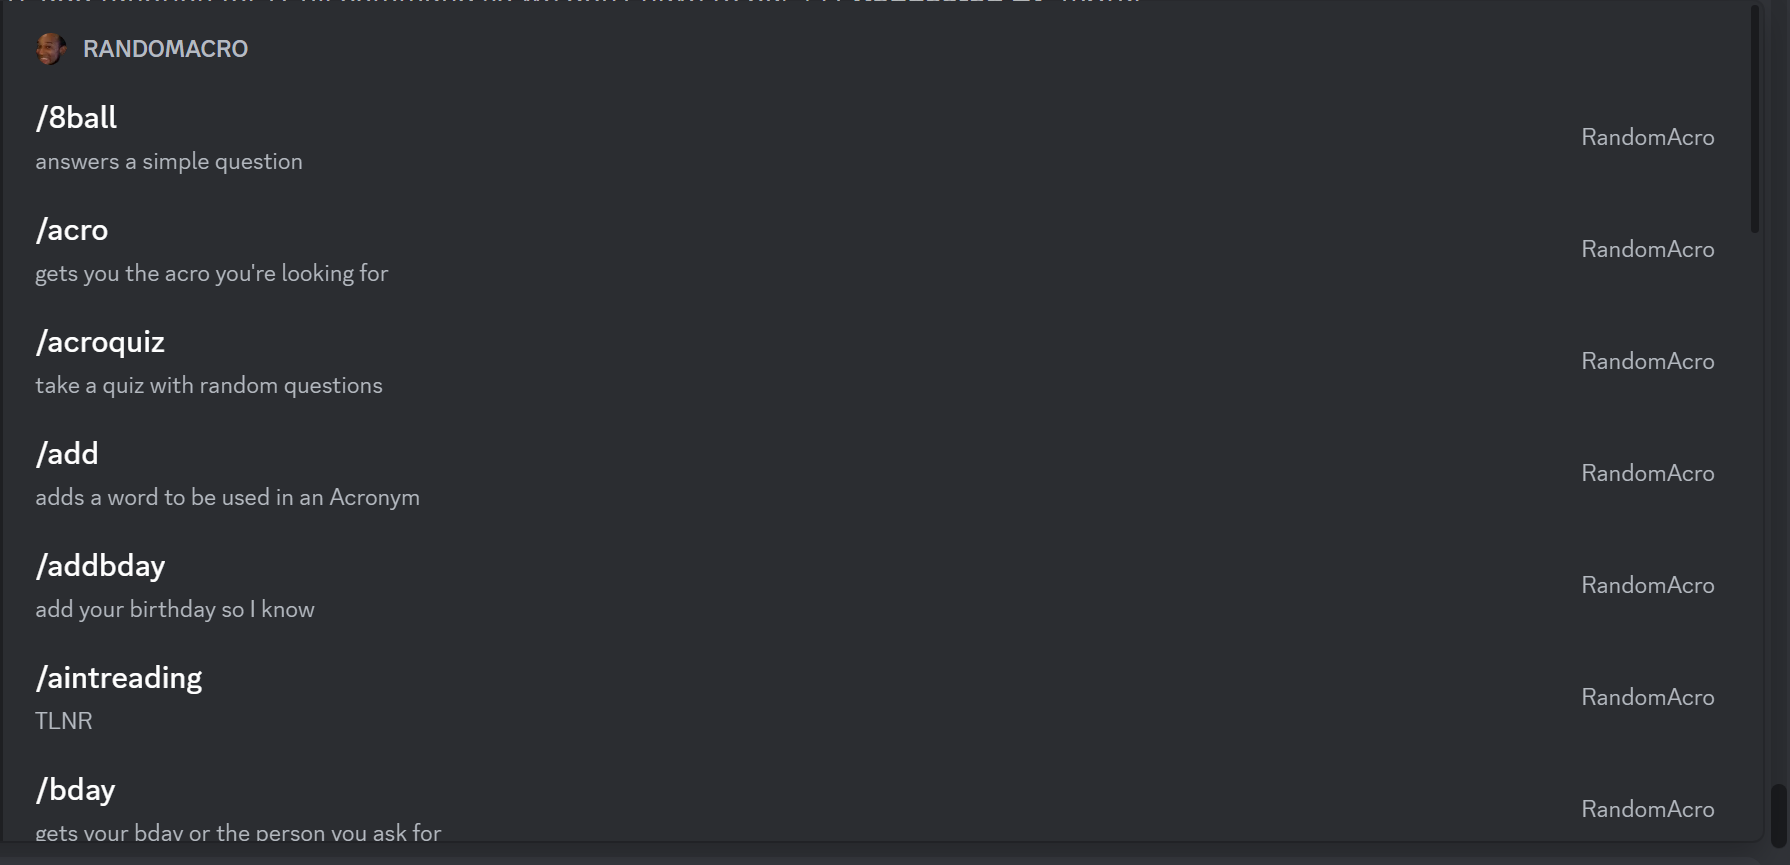 RANDOMACRO
/8ball
answers a simple question
RandomAcro
/acro
gets you the acro you're looking for
RandomAcro
/acroquiz
take a quiz with random questions
RandomAcro
/add
adds a word to be used in an Acronym
RandomAcro
/addbday
add your birthday so I know
RandomAcro
/aintreading
TLNR
RandomAcro
/bday
gets your bday or the person you ask for
RandomAcro